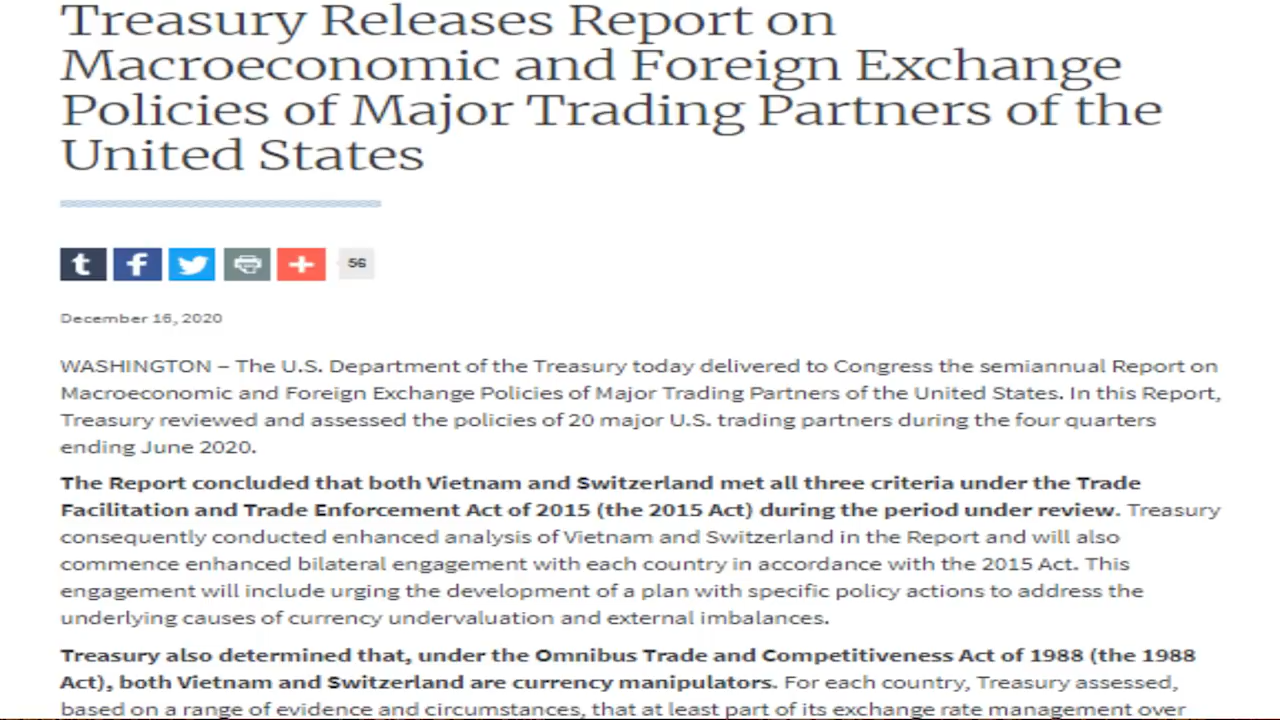 Treasury Releases Report on
Macroeconomic and Foreign Exchange
Policies of Major Trading Partners of the
United States
t f 56
December 16, 2020
WASHINGTON – The U.S. Department of the Treasury today delivered to Congress the semiannual Report on
Macroeconomic and Foreign Exchange Policies of Major Trading Partners of the United States. In this Report,
Treasury reviewed and assessed the policies of 20 major U.S. trading partners during the four quarters
ending June 2020.
The Report concluded that both Vietnam and Switzerland met all three criteria under the Trade
Facilitation and Trade Enforcement Act of 2015 (the 2015 Act) during the period under review. Treasury
consequently conducted enhanced analysis of Vietnam and Switzerland in the Report and will also
commence enhanced bilateral engagement with each country in accordance with the 2015 Act. This
engagement will include urging the development of a plan with specific policy actions to address the
underlying causes of currency undervaluation and external imbalances.
Treasury also determined that, under the Omnibus Trade and Competitiveness Act of 1988 (the 1988
Act), both Vietnam and Switzerland are currency manipulators. For each country, Treasury assessed,
based on a range of evidence and circumstances, that at least part of its exchange rate management over